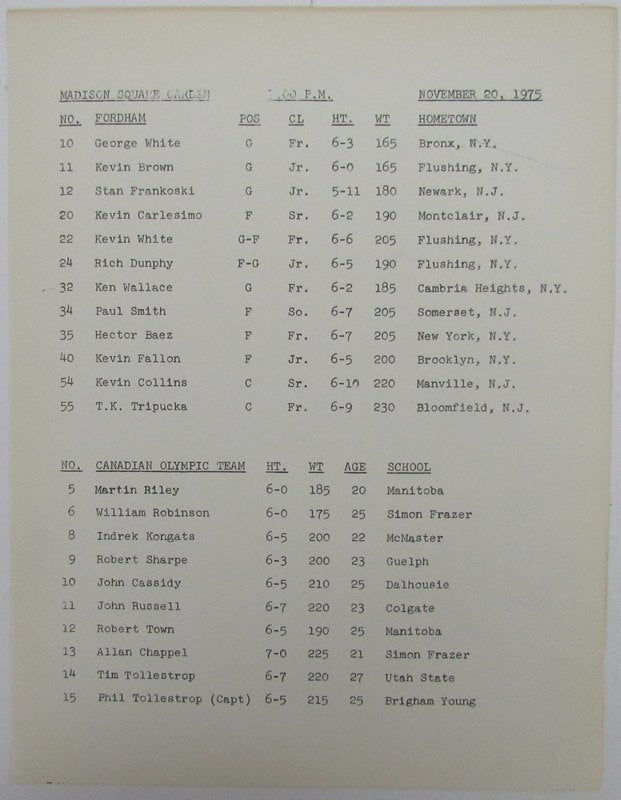 MADISON SQUARE GARDEN :00 P.M. NOVEMBER 20, 1975
NO. FORDHAM POS CL HT. WT HOMETOWN
10 George White G Fr. 6-3 165 Bronx, N.Y.
11 Kevin Brown G Jr. 6-0 165 Flushing, N.Y.
12 Stan Frankoski G Jr. 5-11 180 Newark, N.J.
20 Kevin Carlesimo F Sr. 6-2 190 Montclair, N.J.
22 Kevin White G-F Fr. 6-6 205 Flushing, N.Y.
24 Rich Dunphy F-G Jr. 6-5 190 Flushing, N.Y.
32 Ken Wallace G Fr. 6-2 185 Cambria Heights, N.Y.
34 Paul Smith F So. 6-7 205 Somerset, N.J.
35 Hector Baez F Fr. 6-7 205 New York, N.Y.
40 Kevin Fallon F Jr. 6-5 200 Brooklyn, N.Y.
54 Kevin Collins C Sr. 6-10 220 Manville, N.J.
55 T.K. Tripucka C Fr. 6-9 230 Bloomfield, N.J.
NO. CANADIAN OLYMPIC TEAM HT. WT AGE SCHOOL
5 Martin Riley 6-0 185 20 Manitoba
6 William Robinson 6-0 175 25 Simon Frazer
8 Indrek Kongats 6-5 200 22 McMaster
9 Robert Sharpe 6-3 200 23 Guelph
10 John Cassidy 6-5 210 25 Dalhousie
11 John Russell 6-7 220 23 Colgate
12 Robert Town 6-5 190 25 Manitoba
13 Allan Chappel 7-0 225 21 Simon Frazer
14 Tim Tollestrop 6-7 220 27 Utah State
15 Phil Tollestrop (Capt) 6-5 215 25 Brigham Young